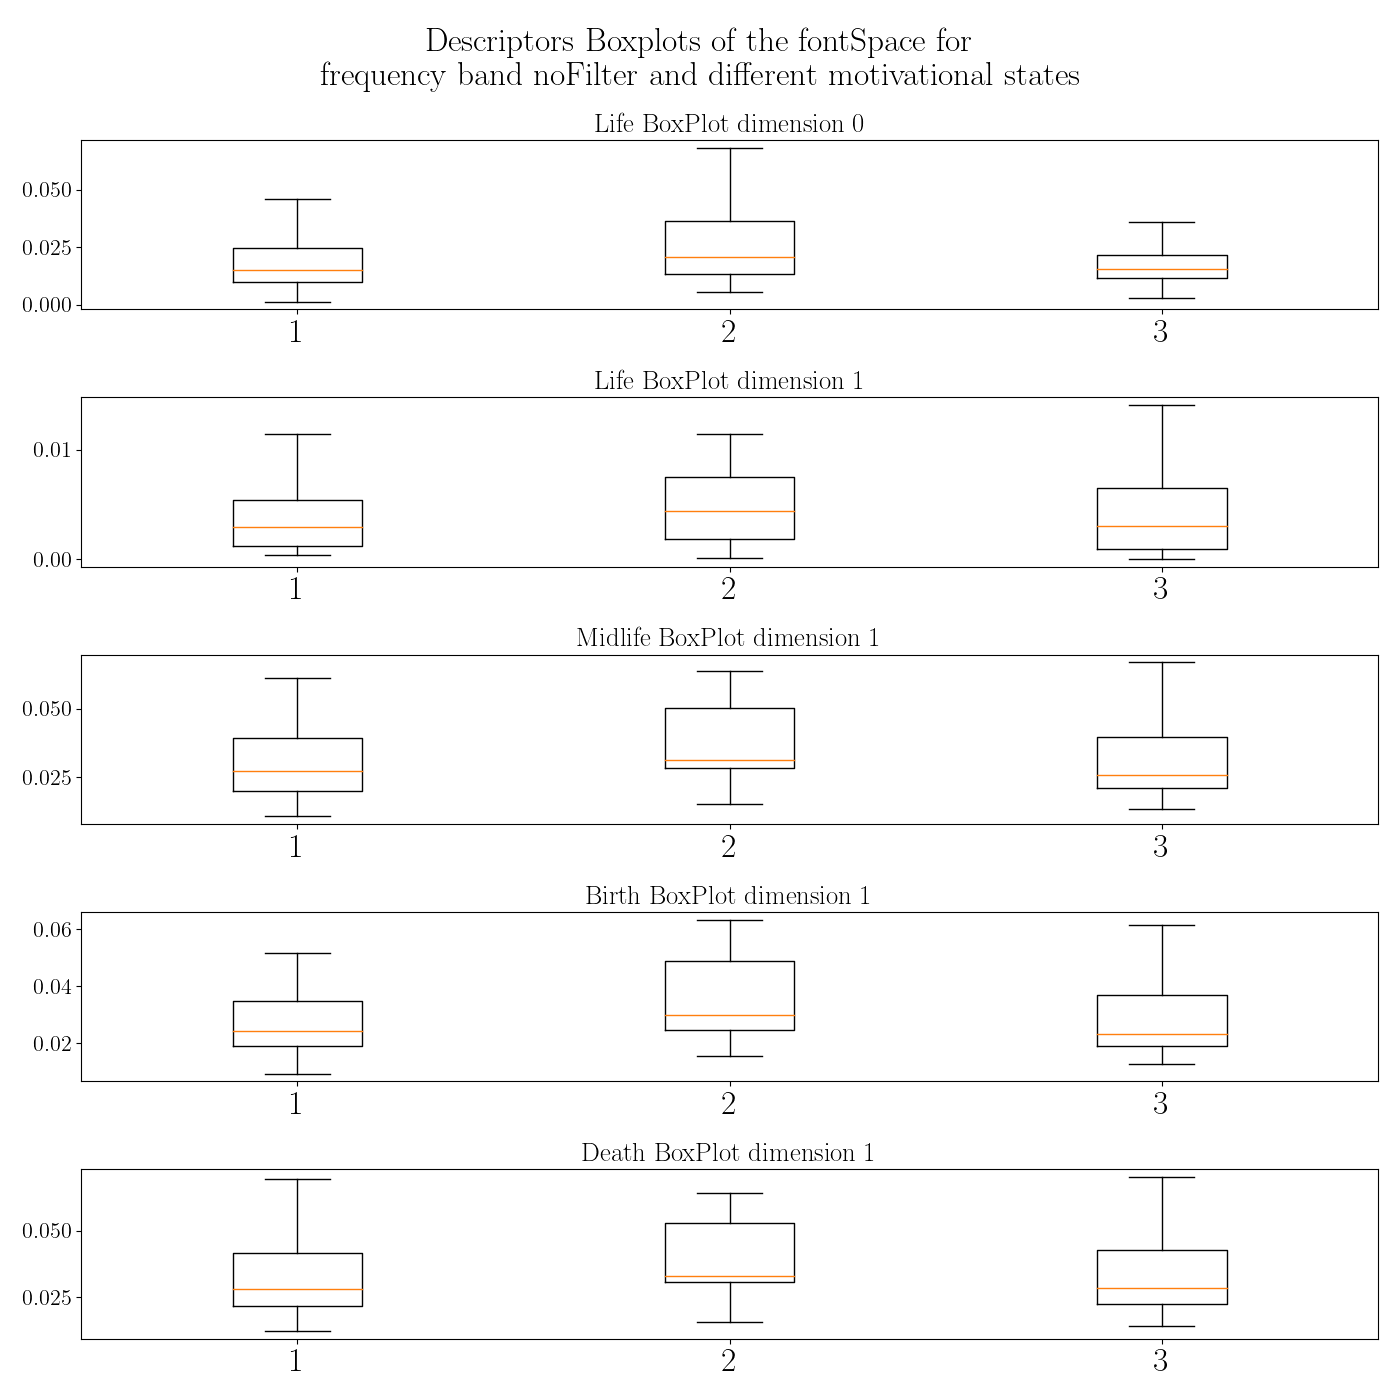 Descriptors Boxplots of the fontSpace for
frequency band noFilter and different motivational states
Life BoxPlot dimension 0
0.050
0.025
0.000
1 2 3
Life BoxPlot dimension 1
0.01
0.00
1 2 3
Midlife BoxPlot dimension 1
0.050
0.025
1 2 3
Birth BoxPlot dimension 1
0.06
0.04
0.02
1 2 3
Death BoxPlot dimension 1
0.050
0.025
1 2 3